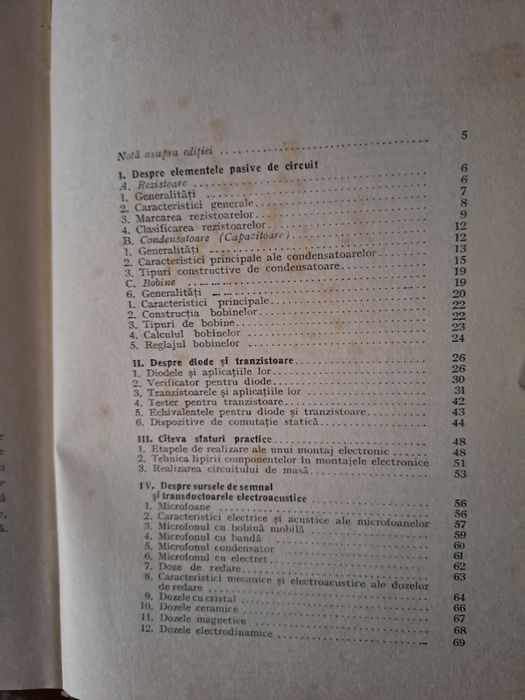 Notă asupra ediției . . . . . 5
I. Despre elementele pasive de circuit
A. Rezistoare . . . . . 6
1. Generalități . . . . . 6
2. Caracteristici generale . . . . . 7
3. Marcarea rezistoarelor . . . . . 8
4. Clasificarea rezistoarelor . . . . . 9
B. Condensatoare (Capacitoare) . . . . . 12
1. Generalități . . . . . 12
2. Caracteristici principale ale condensatoarelor . . . . . 13
3. Tipuri constructive de condensatoare . . . . . 15
C. Bobine . . . . . 19
6. Generalități . . . . . 19
1. Caracteristici principale . . . . . 20
2. Construcția bobinelor . . . . . 22
3. Tipuri de bobine . . . . . 22
4. Calculul bobinelor . . . . . 23
5. Reglajul bobinelor . . . . . 24
II. Despre diode și tranzistoare . . . . . 26
1. Diodele și aplicațiile lor . . . . . 26
2. Verificator pentru diode . . . . . 30
3. Tranzistoarele și aplicațiile lor . . . . . 31
4. Tester pentru tranzistoare . . . . . 42
5. Echivalentele pentru diode și tranzistoare . . . . . 43
6. Dispozitive de comutație statică . . . . . 44
III. Cîteva sfaturi practice . . . . . 48
1. Etapele de realizare ale unui montaj electronic . . . . . 48
2. Tehnica lipirii componentelor în montajele electronice 51
3. Realizarea circuitului de masă . . . . . 53
IV. Despre sursele de semnal
și transductoarele electroacustice . . . . . 56
1. Microfoane . . . . . 56
2. Caracteristici electrice și acustice ale microfoanelor 57
3. Microfonul cu bobină mobilă . . . . . 59
4. Microfonul cu bandă . . . . . 60
5. Microfonul condensator . . . . . 61
6. Microfonul cu electret . . . . . 62
7. Doze de redare . . . . . 63
8. Caracteristici mecanice și electroacustice ale dozelor
de redare . . . . . 64
9. Dozele cu cristal . . . . . 66
10. Dozele ceramice . . . . . 67
11. Dozele magnetice . . . . . 68
12. Dozele electrodinamice . . . . . 69